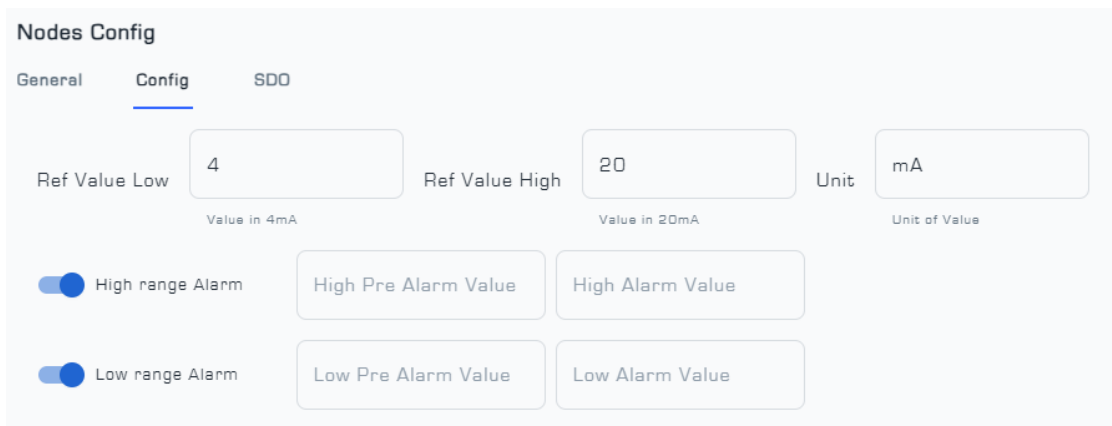 Nodes Config
General Config SDO
Ref Value Low 4 Ref Value High 20 Unit mA
Value in 4mA Value in 20mA Unit of Value
High range Alarm High Pre Alarm Value High Alarm Value
Low range Alarm Low Pre Alarm Value Low Alarm Value